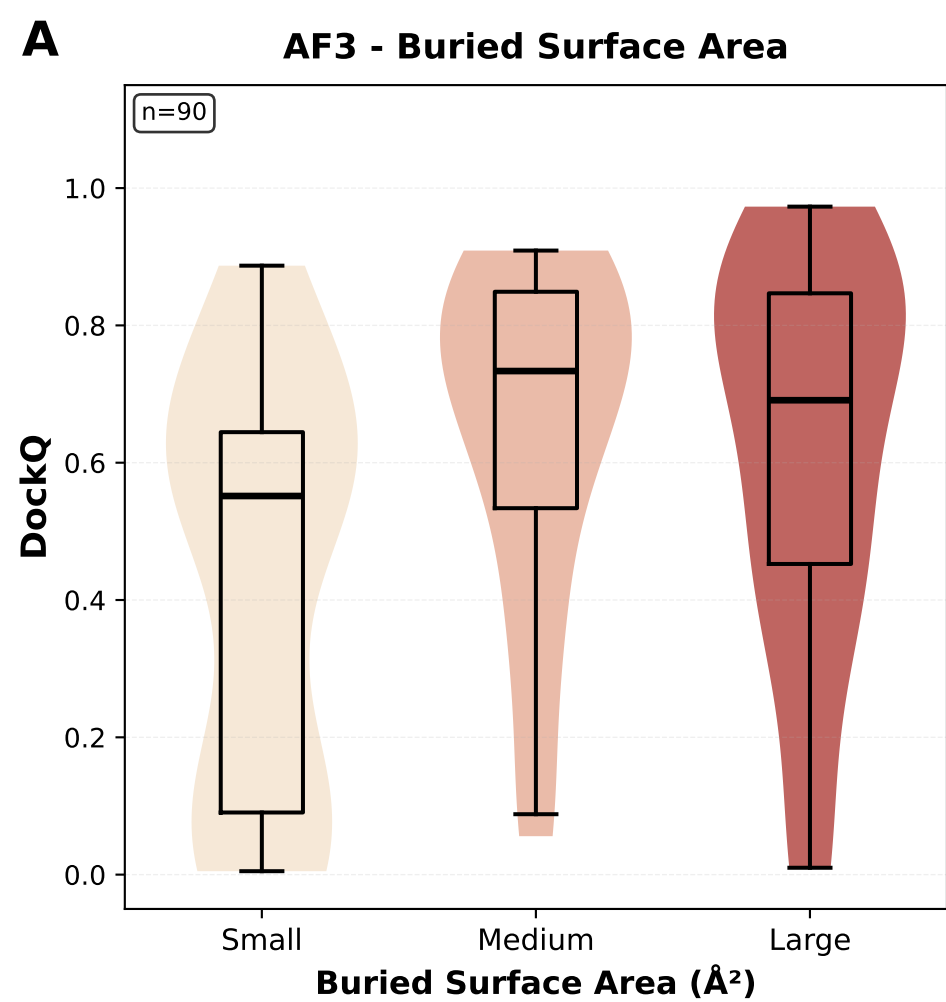 A
AF3 - Buried Surface Area
n=90
DockQ
1.0
0.8
0.6
0.4
0.2
0.0
Small Medium Large
Buried Surface Area (Å²)